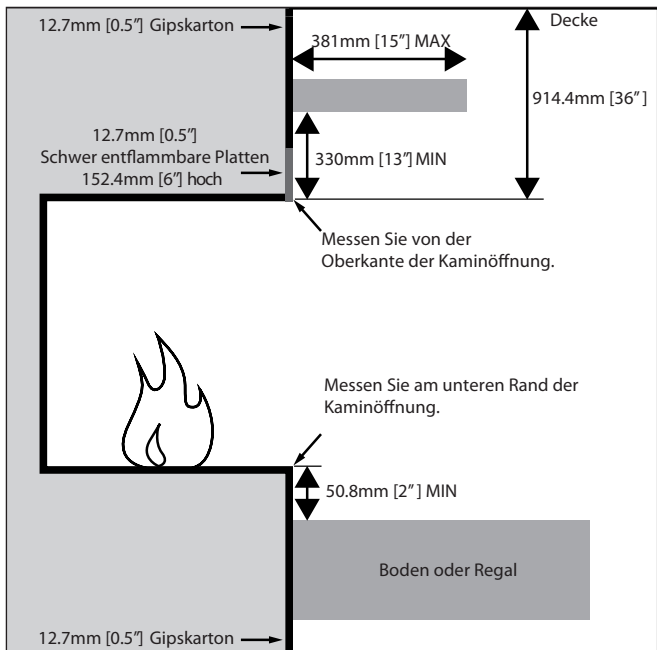 12.7mm [0.5″] Gipskarton
381mm [15″] MAX
Decke
914.4mm [36″]
12.7mm [0.5″]
Schwer entflammbare Platten
152.4mm [6″] hoch
330mm [13″] MIN
Messen Sie von der
Oberkante der Kaminöffnung.
Messen Sie am unteren Rand der
Kaminöffnung.
50.8mm [2″] MIN
Boden oder Regal
12.7mm [0.5″] Gipskarton